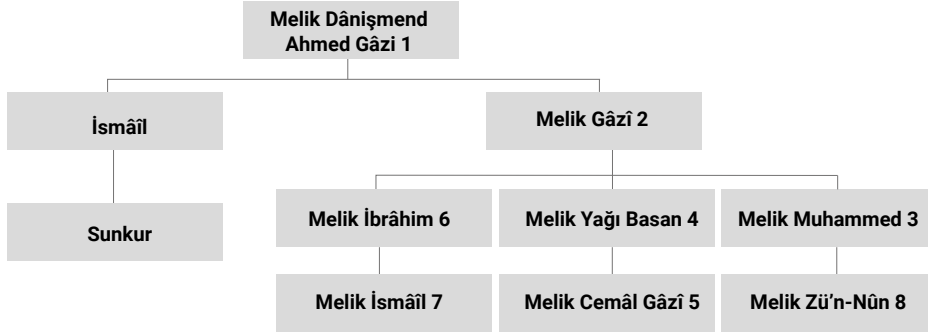 Melik Dânişmend
Ahmed Gâzi 1
İsmâîl
Melik Gâzî 2
Sunkur
Melik İbrâhim 6
Melik Yağı Basan 4
Melik Muhammed 3
Melik İsmâîl 7
Melik Cemâl Gâzî 5
Melik Zü’n-Nûn 8